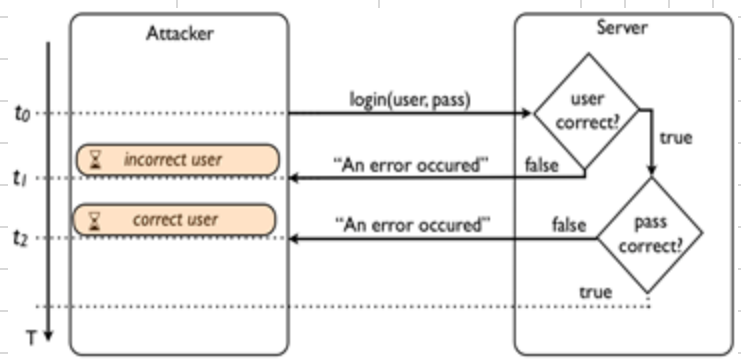 Attacker
Server
t0
login(user, pass)
user
correct?
true
incorrect user
t1
“An error occured”
false
correct user
t2
“An error occured”
false
pass
correct?
true
T